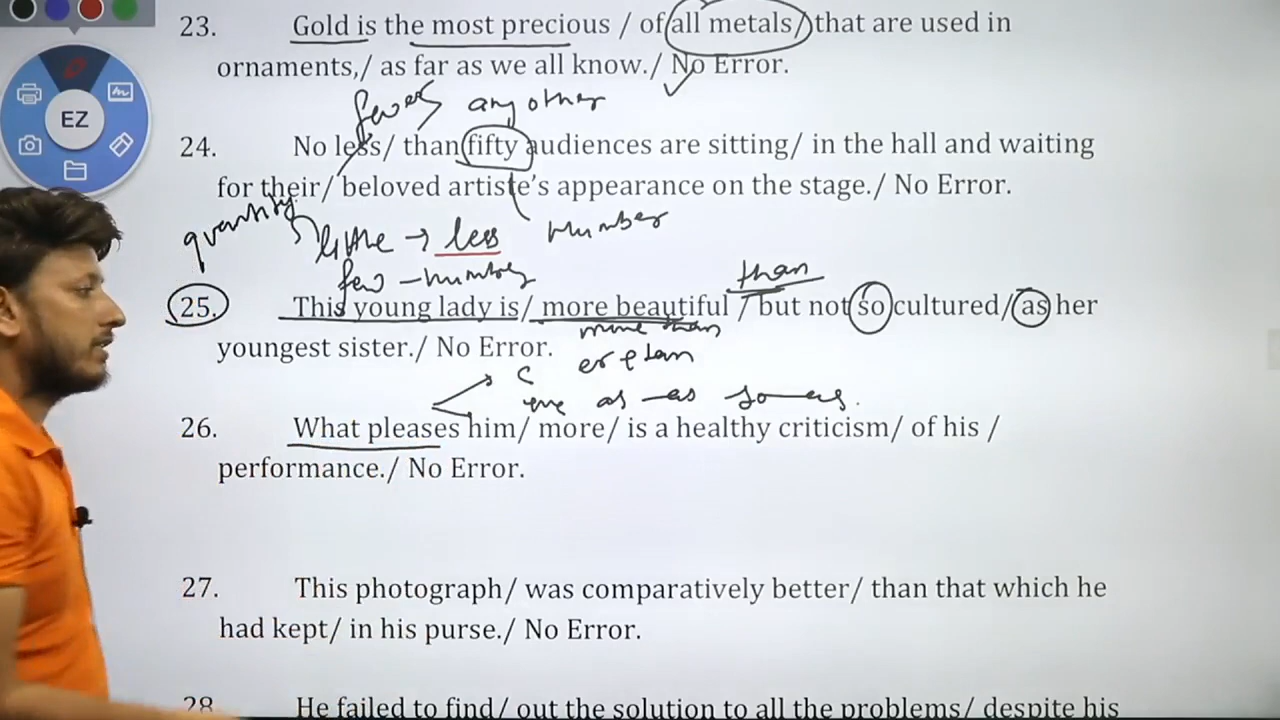 23. Gold is the most precious / of all metals/ that are used in
ornaments,/ as far as we all know./ No Error.
fewer any other
24. No less/ than fifty audiences are sitting/ in the hall and waiting
for their/ beloved artiste's appearance on the stage./ No Error.
quantity little → less number
few -
than
25. This young lady is/ more beautiful / but not so cultured/ as her
more than
youngest sister./ No Error.
er than
as - as so as.
26. What pleases him/ more/ is a healthy criticism/ of his /
performance./ No Error.
27. This photograph/ was comparatively better/ than that which he
had kept/ in his purse./ No Error.
28 He failed to find/ out the solution to all the problems/ despite his
EZ